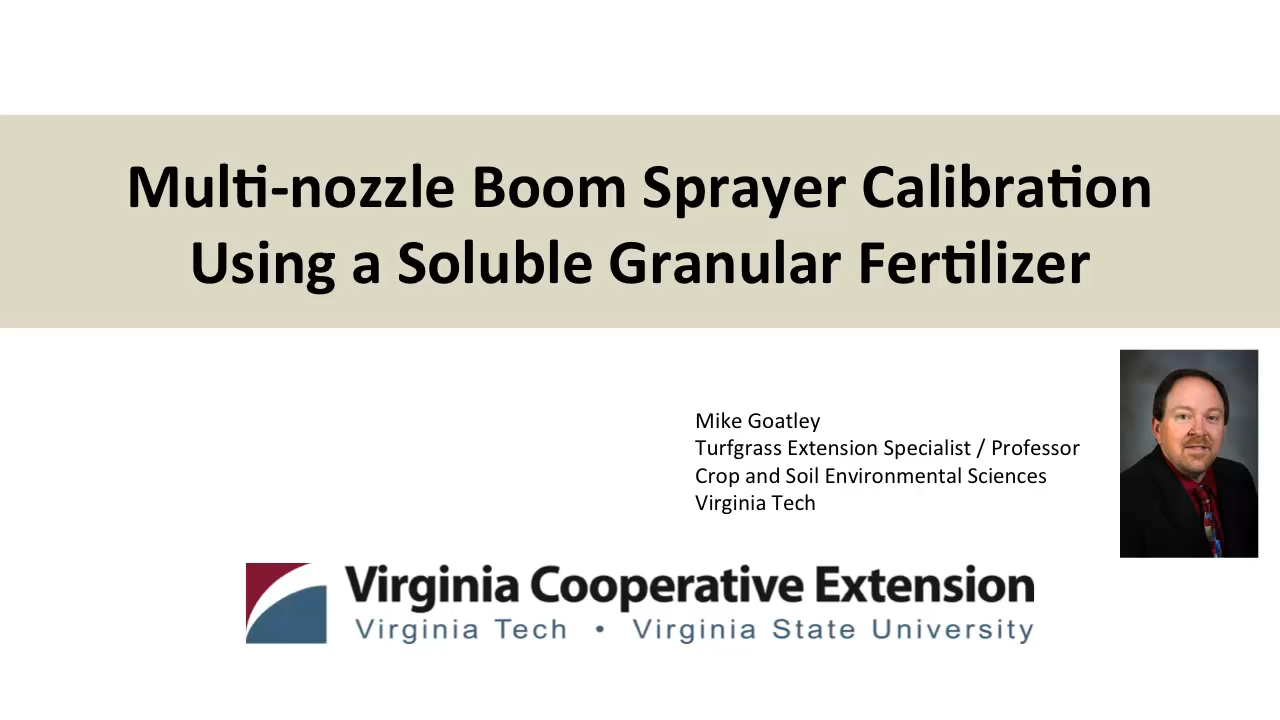 Multi-nozzle Boom Sprayer Calibration
Using a Soluble Granular Fertilizer
Mike Goatley
Turfgrass Extension Specialist / Professor
Crop and Soil Environmental Sciences
Virginia Tech
Virginia Cooperative Extension
Virginia Tech • Virginia State University